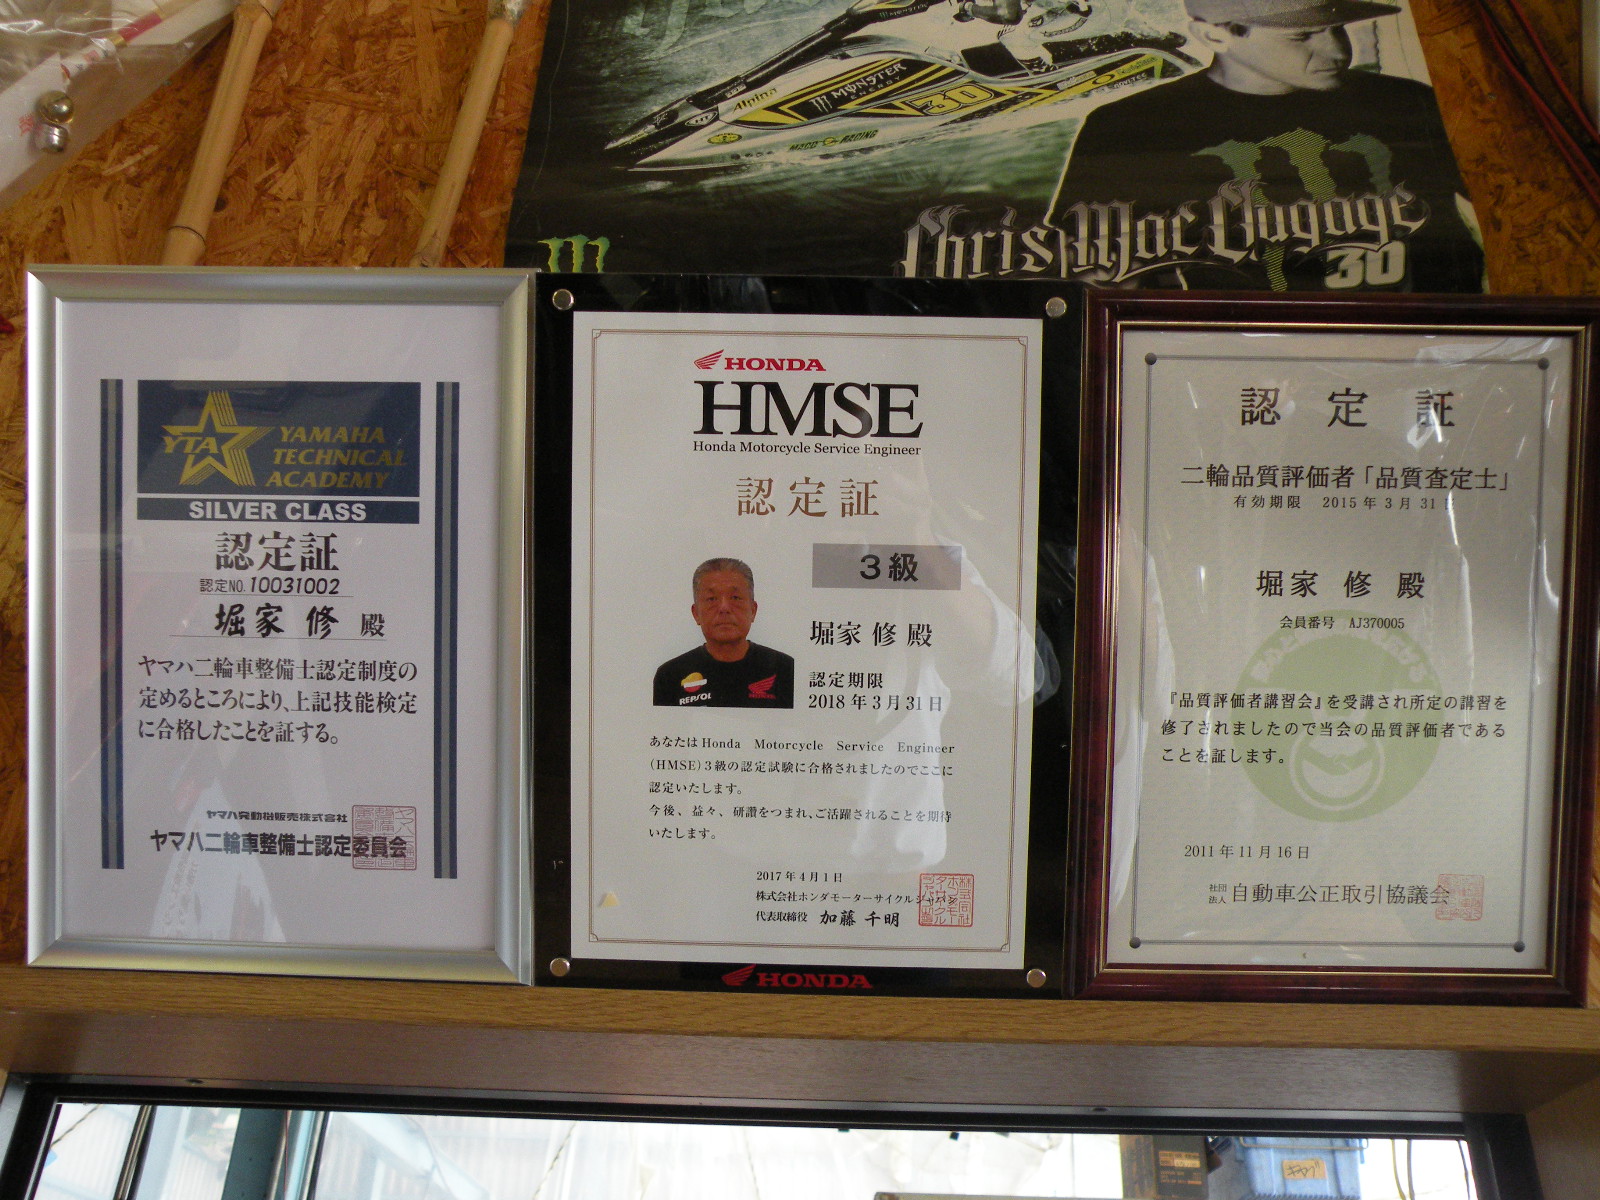 Alpina
MONSTER
ENERGY
30
MACO RACING
Chris MacClugage
30
YTA
YAMAHA
TECHNICAL
ACADEMY
SILVER CLASS
認定証
認定NO. 10031002
堀家 修 殿
ヤマハ二輪車整備士認定制度の
定めるところにより、上記技能検定
に合格したことを証する。
ヤマハ発動機販売株式会社
ヤマハ二輪車整備士認定委員会
HONDA
HMSE
Honda Motorcycle Service Engineer
認定証
3級
堀家 修 殿
認定期限
2018年3月31日
REPSOL
HONDA
あなたはHonda Motorcycle Service Engineer
(HMSE)3級の認定試験に合格されましたのでここに
認定いたします。
今後、益々、研讃をつまれ、ご活躍されることを期待
いたします。
2017年4月1日
株式会社ホンダモーターサイクルジャパン
代表取締役 加藤 千明
HONDA
認定証
二輪品質評価者「品質査定士」
有効期限 2015年3月31日
堀家 修 殿
会員番号 AJ370005
『品質評価者講習会』を受講され所定の講習を
修了されましたので当会の品質評価者である
ことを証します。
2011年11月16日
社団法人 自動車公正取引協議会